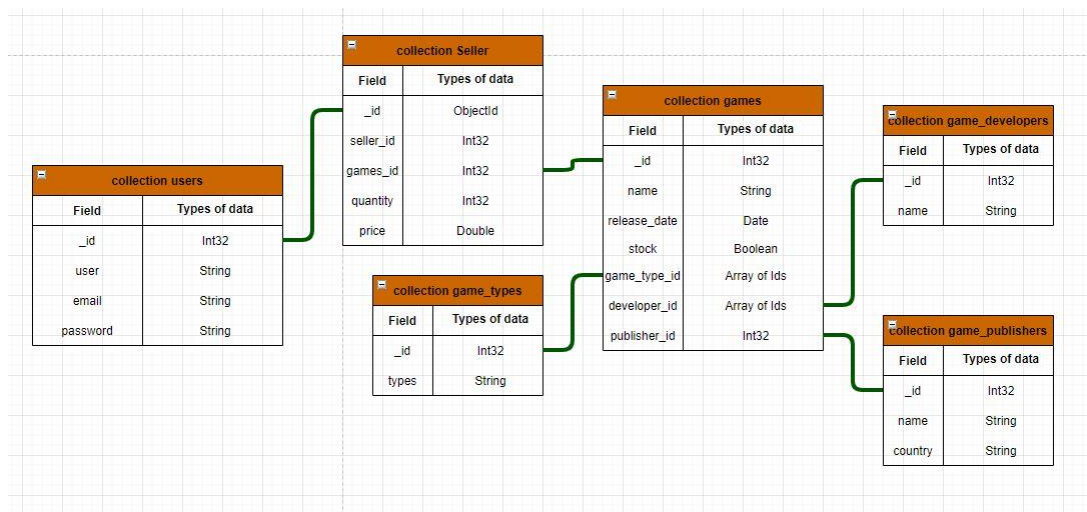 collection users
Field Types of data
_id Int32
user String
email String
password String
collection Seller
Field Types of data
_id ObjectId
seller_id Int32
games_id Int32
quantity Int32
price Double
collection game_types
Field Types of data
_id Int32
types String
collection games
Field Types of data
_id Int32
name String
release_date Date
stock Boolean
game_type_id Array of Ids
developer_id Array of Ids
publisher_id Int32
collection game_developers
Field Types of data
_id Int32
name String
collection game_publishers
Field Types of data
_id Int32
name String
country String